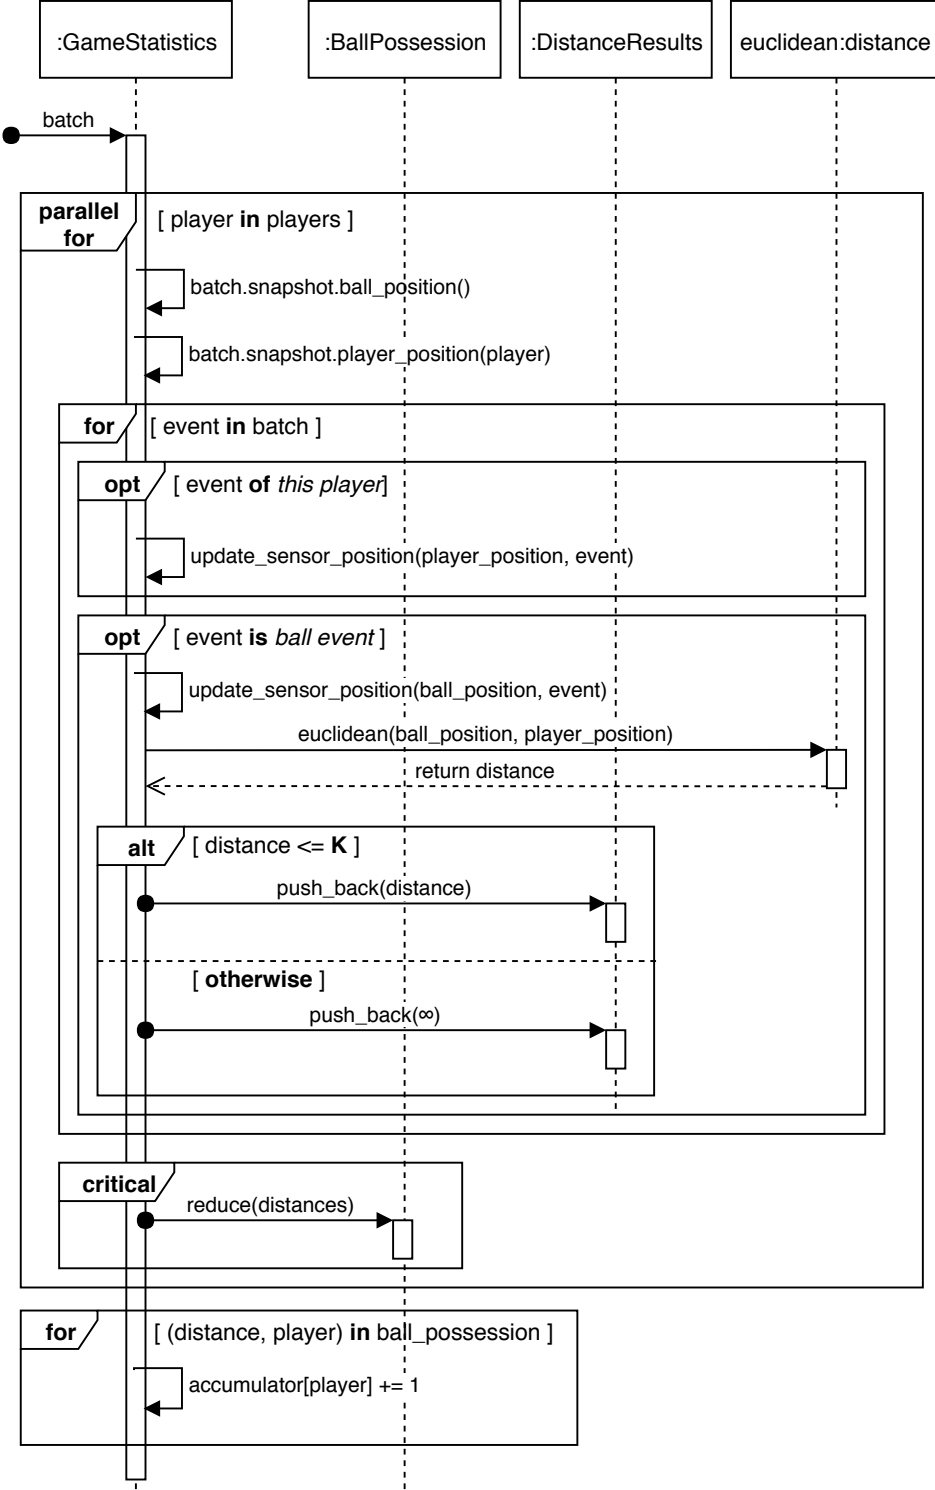 :GameStatistics
:BallPossession
:DistanceResults
euclidean:distance
batch
parallel
for
[ player in players ]
batch.snapshot.ball_position()
batch.snapshot.player_position(player)
for
[ event in batch ]
opt
[ event of this player]
update_sensor_position(player_position, event)
opt
[ event is ball event ]
update_sensor_position(ball_position, event)
euclidean(ball_position, player_position)
return distance
alt
[ distance <= K ]
push_back(distance)
[ otherwise ]
push_back(∞)
critical
reduce(distances)
for
[ (distance, player) in ball_possession ]
accumulator[player] += 1